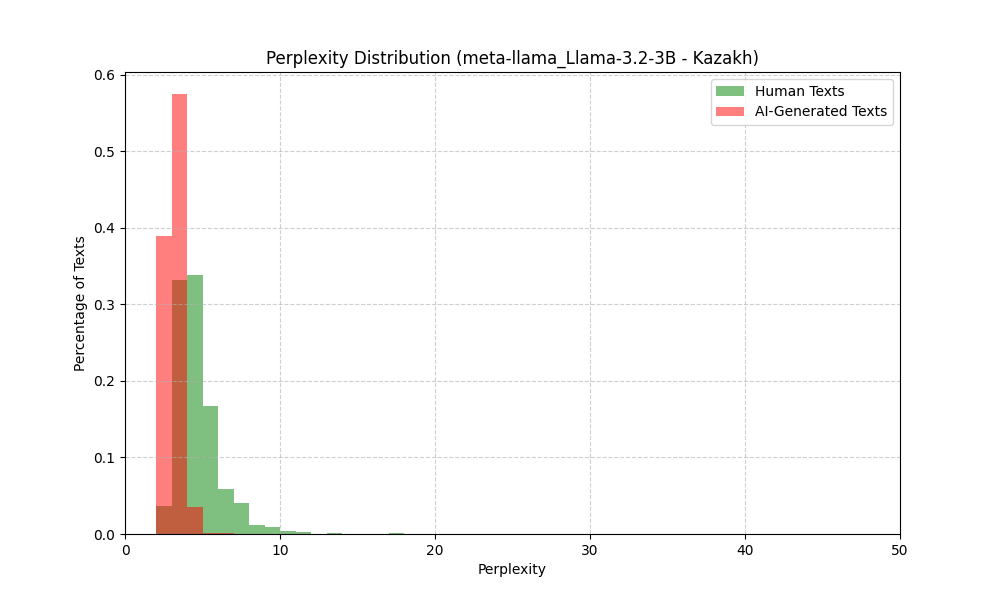 Perplexity Distribution (meta-llama_Llama-3.2-3B - Kazakh)
Human Texts
AI-Generated Texts
Percentage of Texts
0.6
0.5
0.4
0.3
0.2
0.1
0.0
0 10 20 30 40 50
Perplexity